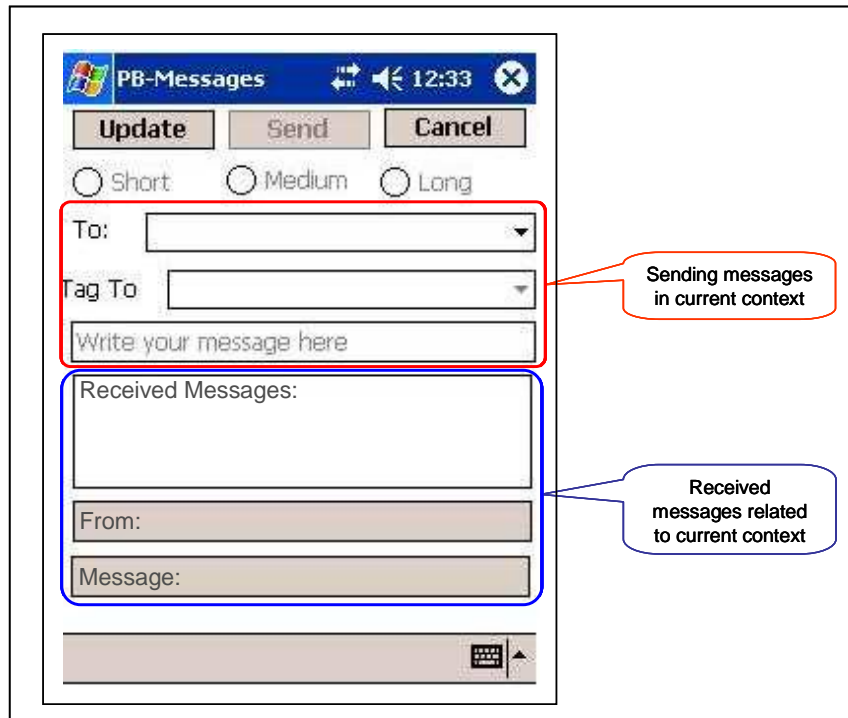 PB-Messages 12:33
Update Send Cancel
Short Medium Long
To:
Tag To
Write your message here
Received Messages:
From:
Message:
Sending messages
in current context
Received
messages related
to current context